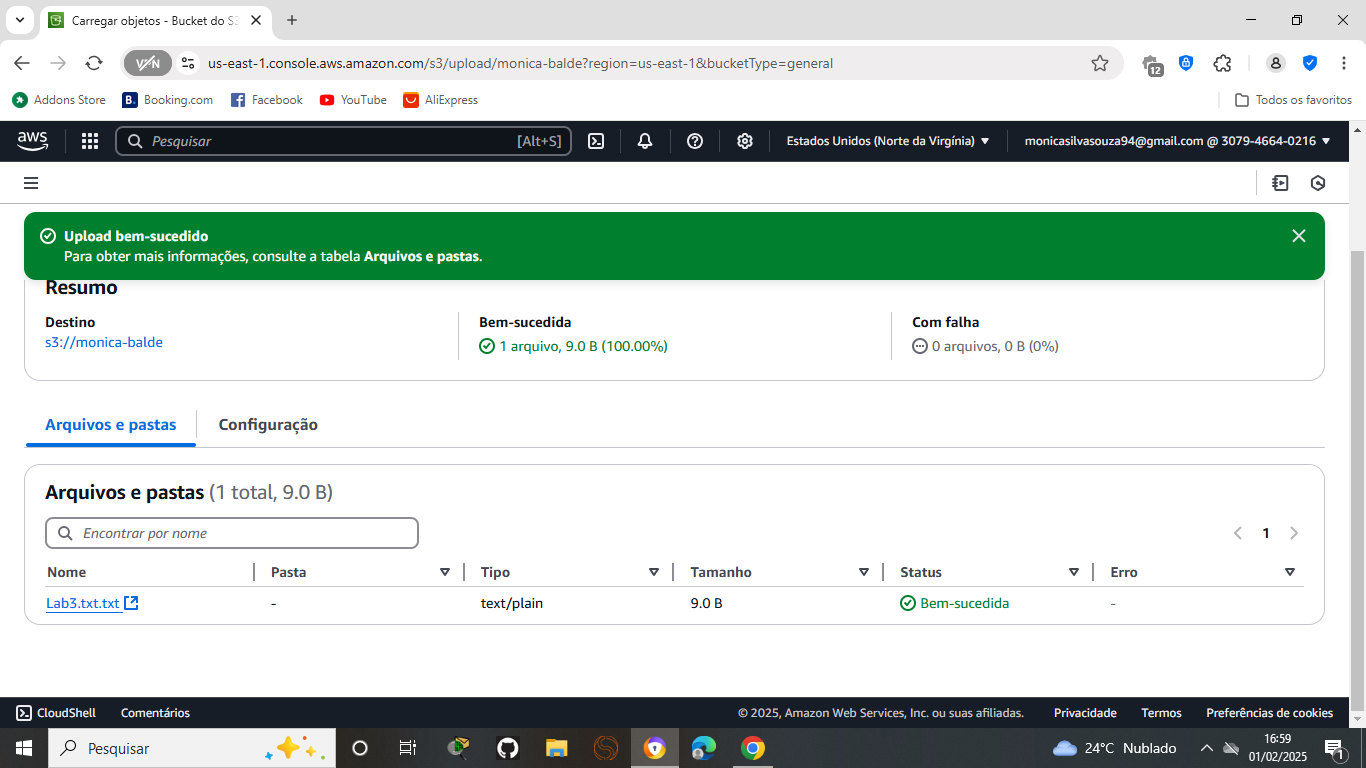 Carregar objetos - Bucket do S3
VPN
us-east-1.console.aws.amazon.com/s3/upload/monica-balde?region=us-east-1&bucketType=general
12
Addons Store
Booking.com
Facebook
YouTube
AliExpress
Todos os favoritos
aws
Pesquisar
[Alt+S]
Estados Unidos (Norte da Virgínia)
monicasilvasouza94@gmail.com @ 3079-4664-0216
Upload bem-sucedido
Para obter mais informações, consulte a tabela Arquivos e pastas.
Resumo
Destino
s3://monica-balde
Bem-sucedida
1 arquivo, 9.0 B (100.00%)
Com falha
0 arquivos, 0 B (0%)
Arquivos e pastas
Configuração
Arquivos e pastas (1 total, 9.0 B)
Encontrar por nome
1
Nome
Pasta
Tipo
Tamanho
Status
Erro
Lab3.txt.txt
-
text/plain
9.0 B
Bem-sucedida
-
CloudShell
Comentários
© 2025, Amazon Web Services, Inc. ou suas afiliadas.
Privacidade
Termos
Preferências de cookies
Pesquisar
24°C Nublado
16:59
01/02/2025
1